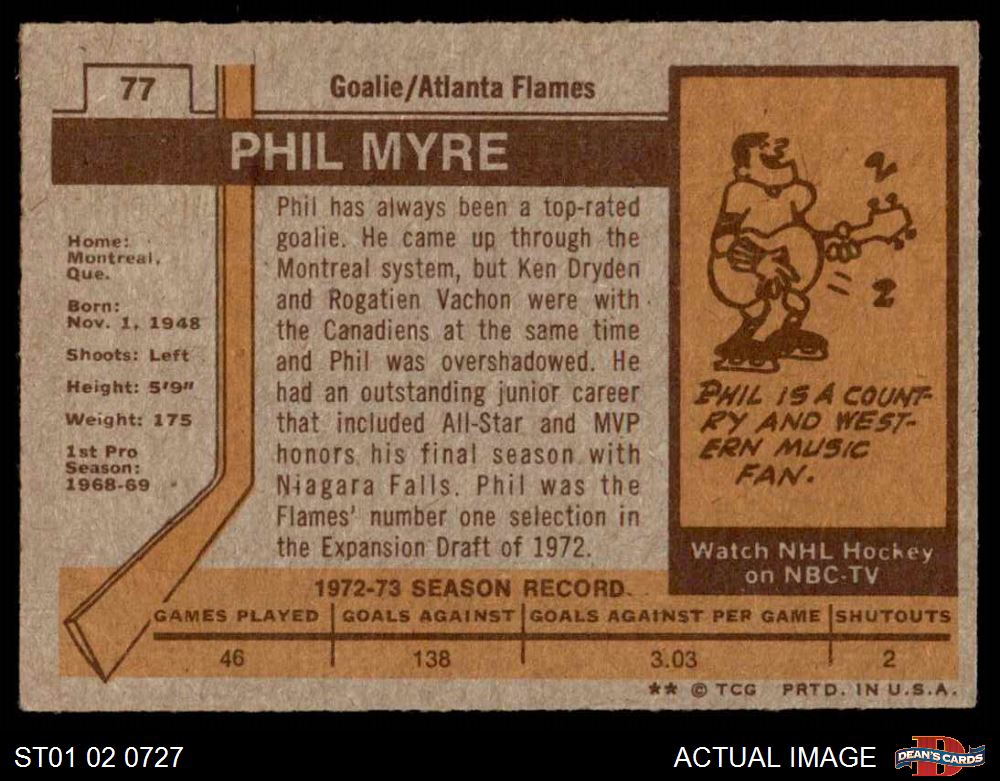 77
Goalie/Atlanta Flames
PHIL MYRE
Home:
Montreal,
Que.
Born:
Nov. 1, 1948
Shoots: Left
Height: 5'9"
Weight: 175
1st Pro
Season:
1968-69
Phil has always been a top-rated
goalie. He came up through the
Montreal system, but Ken Dryden
and Rogatien Vachon were with
the Canadiens at the same time
and Phil was overshadowed. He
had an outstanding junior career
that included All-Star and MVP
honors his final season with
Niagara Falls. Phil was the
Flames' number one selection in
the Expansion Draft of 1972.
PHIL IS A COUNT-
RY AND WEST-
ERN MUSIC
FAN.
Watch NHL Hockey
on NBC-TV
1972-73 SEASON RECORD
GAMES PLAYED GOALS AGAINST GOALS AGAINST PER GAME SHUTOUTS
46 138 3.03 2
** © TCG PRTD. IN U.S.A.
ST01 02 0727
ACTUAL IMAGE
D
DEAN'S CARDS